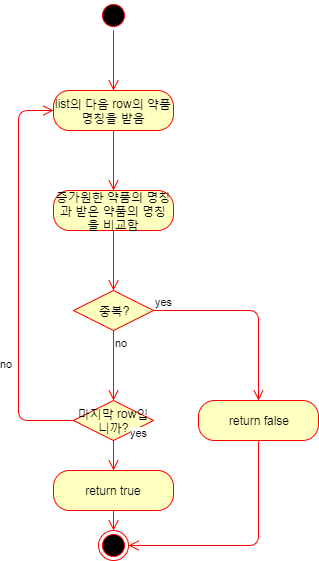 list의 다음 row의 약품
명칭을 받음
증가원한 약품의 명칭
과 받은 약품의 명칭
을 비교함
중복?
yes
no
no
마지막 row입
니까?
yes
return false
return true